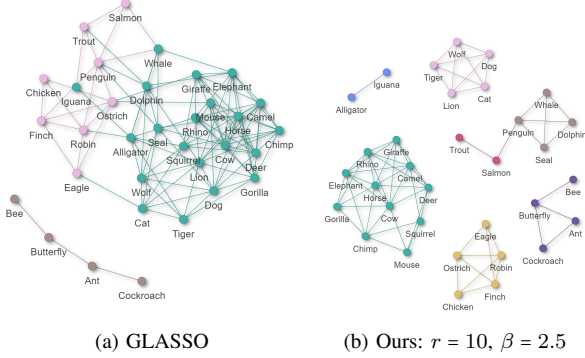 Salmon
Trout
Whale
Penguin
Giraffe Elephant
Chicken
Iguana
Dolphin
Ostrich
Mouse
Camel
Finch
Robin
Rhino
Horse
Alligator
Seal
Chimp
Squirrel
Cow
Deer
Eagle
Lion
Wolf
Gorilla
Dog
Cat
Tiger
Bee
Butterfly
Ant
Cockroach
Iguana
Alligator
Wolf
Dog
Tiger
Cat
Lion
Whale
Penguin
Dolphin
Trout
Seal
Salmon
Giraffe
Rhino
Camel
Elephant
Horse
Deer
Gorilla
Cow
Squirrel
Chimp
Mouse
Bee
Butterfly
Ant
Cockroach
Eagle
Ostrich
Robin
Finch
Chicken
(a) GLASSO
(b) Ours: r = 10, β = 2.5